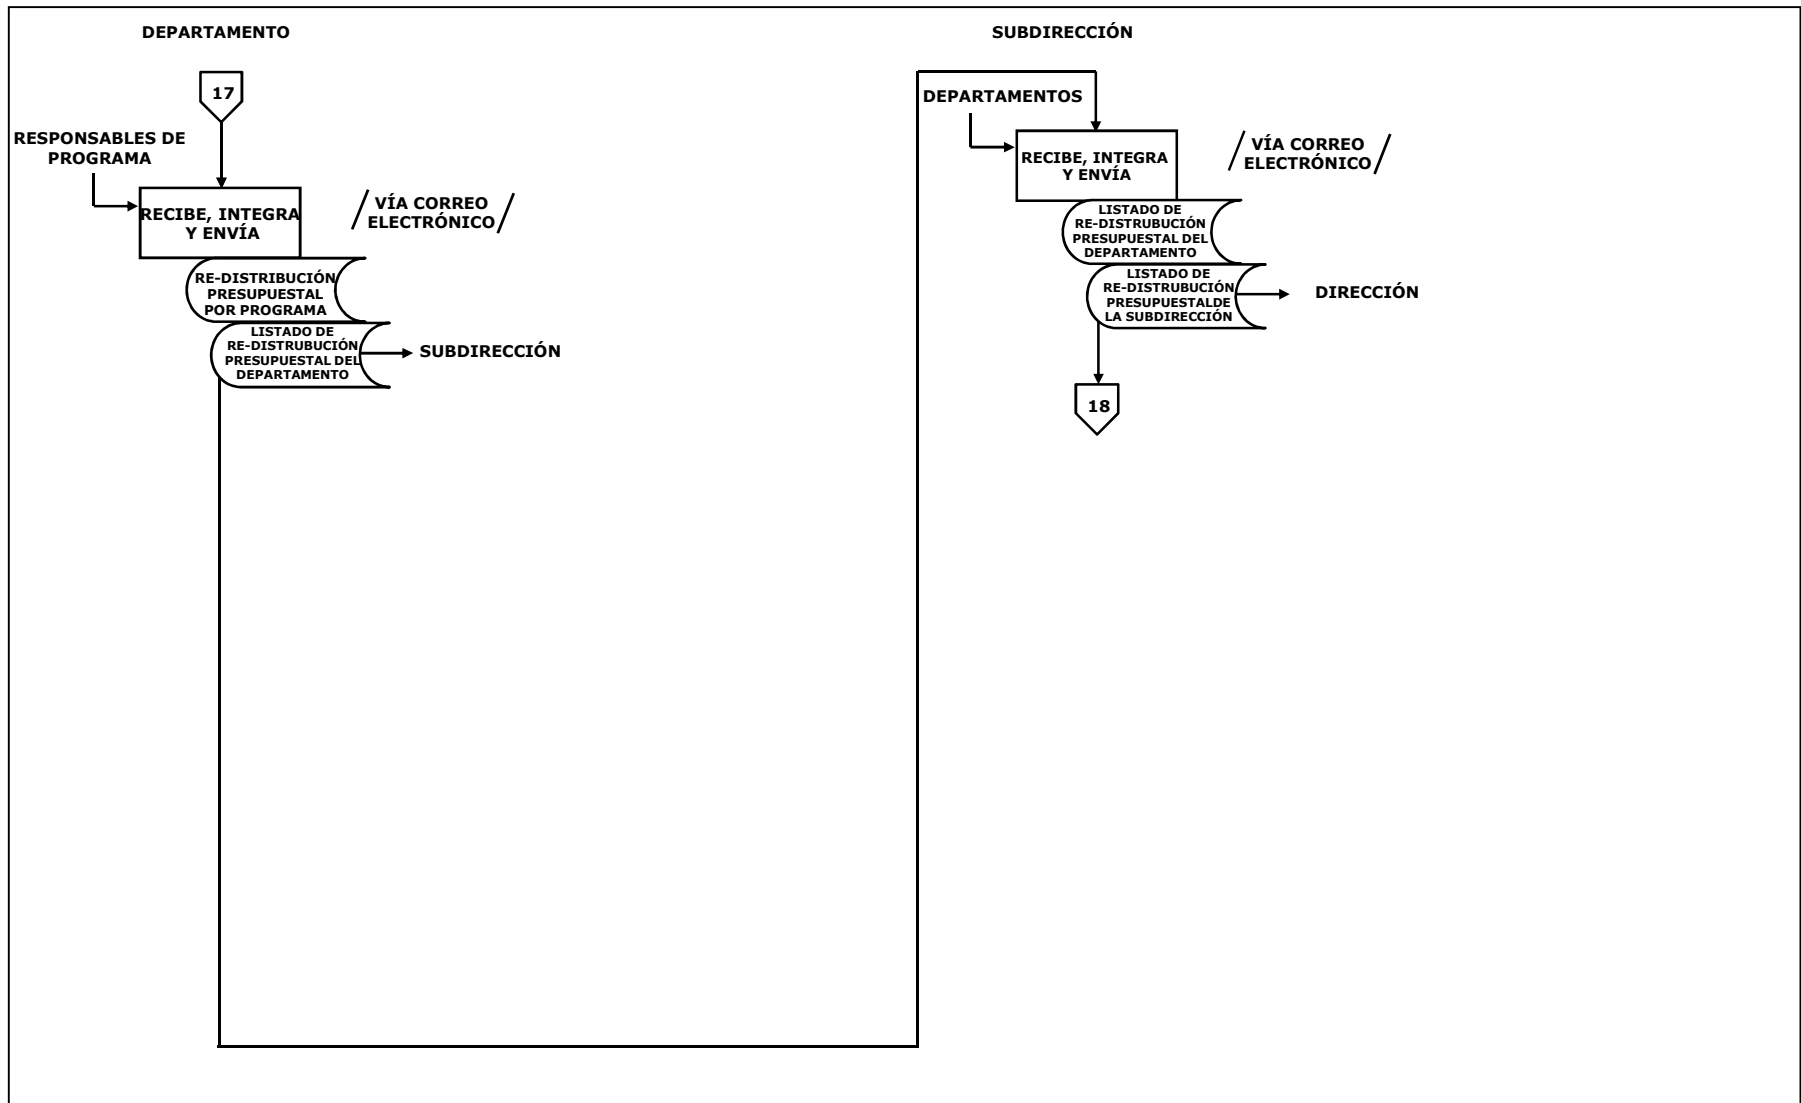 DEPARTAMENTO
17
RESPONSABLES DE
PROGRAMA
RECIBE, INTEGRA
Y ENVÍA
VÍA CORREO
ELECTRÓNICO
RE-DISTRIBUCIÓN
PRESUPUESTAL
POR PROGRAMA
LISTADO DE
RE-DISTRUBUCIÓN
PRESUPUESTAL DEL
DEPARTAMENTO
SUBDIRECCIÓN
SUBDIRECCIÓN
DEPARTAMENTOS
RECIBE, INTEGRA
Y ENVÍA
VÍA CORREO
ELECTRÓNICO
LISTADO DE
RE-DISTRUBUCIÓN
PRESUPUESTAL DEL
DEPARTAMENTO
LISTADO DE
RE-DISTRUBUCIÓN
PRESUPUESTALDE
LA SUBDIRECCIÓN
DIRECCIÓN
18